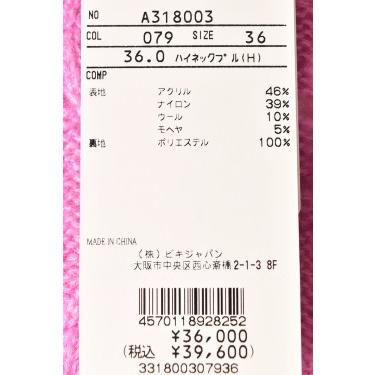 NO A318003
COL 079 SIZE 36
36.0 ハイネックプル(H)
COMP
表地 アクリル 46%
ナイロン 39%
ウール 10%
モヘヤ 5%
裏地 ポリエステル 100%
MADE IN CHINA
(株)ビキジャパン
大阪市中央区西心斎橋2-1-3 8F
4570118928252
¥36,000
(税込 ¥39,600)
331800307936